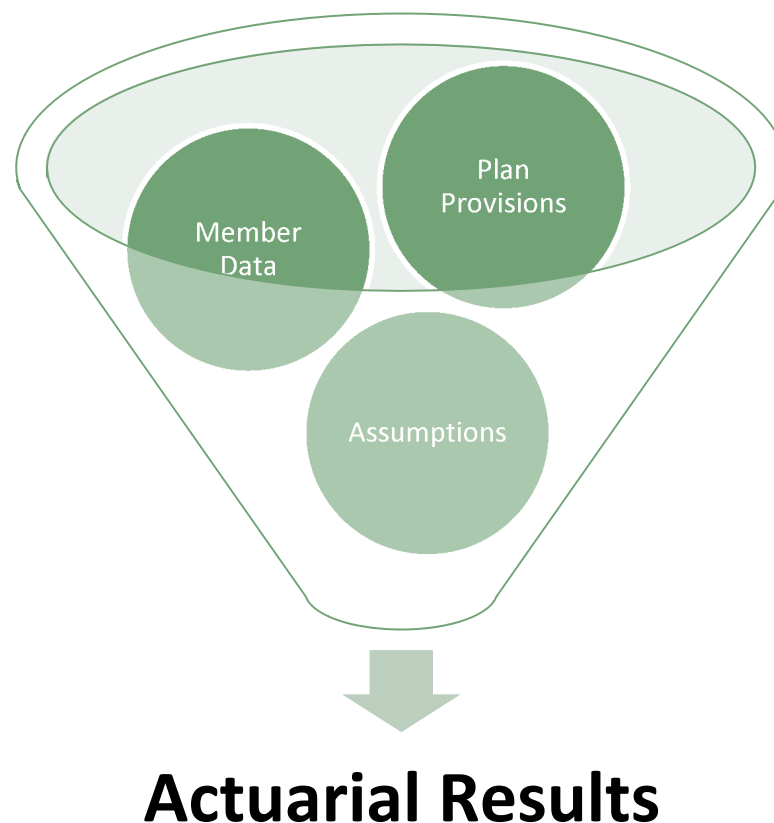 Plan
Provisions
Member
Data
Assumptions
Actuarial Results